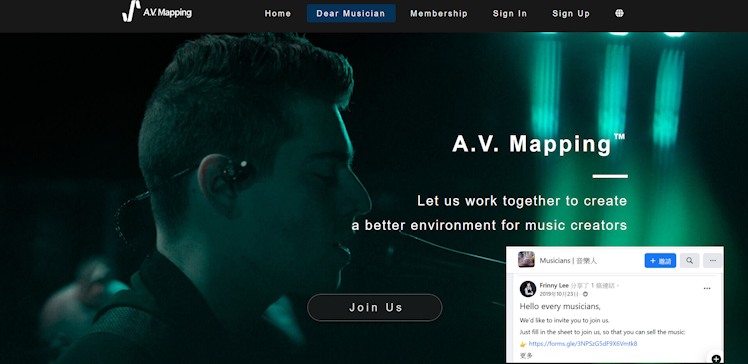 A.V. Mapping
Home
Dear Musician
Membership
Sign In
Sign Up
A.V. Mapping™
Let us work together to create
a better environment for music creators
Join Us
Musicians | 音樂人
+ 邀請
Frinny Lee 分享了 1 條連結。
2019年10月23日
Hello every musicians,
We'd like to invite you to join us.
Just fill in the sheet to join us, so that you can sell the music:
👉 https://forms.gle/3NPSzG5dF9X6Vmtk8
更多